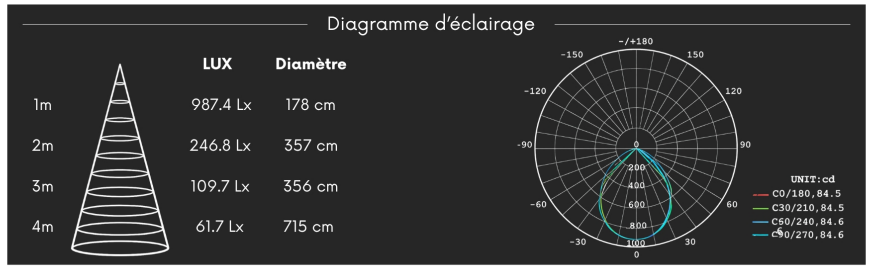 Diagramme d'éclairage
LUX Diamètre
1m 987.4 Lx 178 cm
2m 246.8 Lx 357 cm
3m 109.7 Lx 356 cm
4m 61.7 Lx 715 cm
-/+180
-150 150
-120 120
-90 0 90
200
400
-60 600 60
800
-30 100 30
0
UNIT:cd
C0/180,84.5
C30/210,84.5
C60/240,84.6
C90/270,84.6